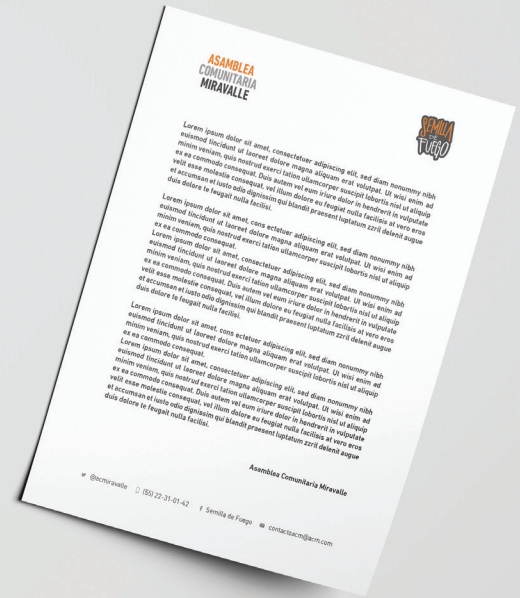 ASAMBLEA
COMUNITARIA
MIRAVALLE
SEMILLA
DE
FUEGO
Lorem ipsum dolor sit amet, consectetuer adipiscing elit, sed diam nonummy nibh
euismod tincidunt ut laoreet dolore magna aliquam erat volutpat. Ut wisi enim ad
minim veniam, quis nostrud exerci tation ullamcorper suscipit lobortis nisl ut aliquip
ex ea commodo consequat. Duis autem vel eum iriure dolor in hendrerit in vulputate
velit esse molestie consequat, vel illum dolore eu feugiat nulla facilisis at vero eros
et accumsan et iusto odio dignissim qui blandit praesent luptatum zzril delenit augue
duis dolore te feugait nulla facilisi.
Lorem ipsum dolor sit amet, cons ectetuer adipiscing elit, sed diam nonummy nibh
euismod tincidunt ut laoreet dolore magna aliquam erat volutpat. Ut wisi enim ad
minim veniam, quis nostrud exerci tation ullamcorper suscipit lobortis nisl ut aliquip
ex ea commodo consequat.
Lorem ipsum dolor sit amet, consectetuer adipiscing elit, sed diam nonummy nibh
euismod tincidunt ut laoreet dolore magna aliquam erat volutpat. Ut wisi enim ad
minim veniam, quis nostrud exerci tation ullamcorper suscipit lobortis nisl ut aliquip
ex ea commodo consequat. Duis autem vel eum iriure dolor in hendrerit in vulputate
velit esse molestie consequat, vel illum dolore eu feugiat nulla facilisis at vero eros
et accumsan et iusto odio dignissim qui blandit praesent luptatum zzril delenit augue
duis dolore te feugait nulla facilisi.
Lorem ipsum dolor sit amet, cons ectetuer adipiscing elit, sed diam nonummy nibh
euismod tincidunt ut laoreet dolore magna aliquam erat volutpat. Ut wisi enim ad
minim veniam, quis nostrud exerci tation ullamcorper suscipit lobortis nisl ut aliquip
ex ea commodo consequat.
Lorem ipsum dolor sit amet, consectetuer adipiscing elit, sed diam nonummy nibh
euismod tincidunt ut laoreet dolore magna aliquam erat volutpat. Ut wisi enim ad
minim veniam, quis nostrud exerci tation ullamcorper suscipit lobortis nisl ut aliquip
ex ea commodo consequat. Duis autem vel eum iriure dolor in hendrerit in vulputate
velit esse molestie consequat, vel illum dolore eu feugiat nulla facilisis at vero eros
et accumsan et iusto odio dignissim qui blandit praesent luptatum zzril delenit augue
duis dolore te feugait nulla facilisi.
Asamblea Comunitaria Miravalle
@acmiravalle (55) 22-31-01-42 Semilla de Fuego contactoacm@acm.com